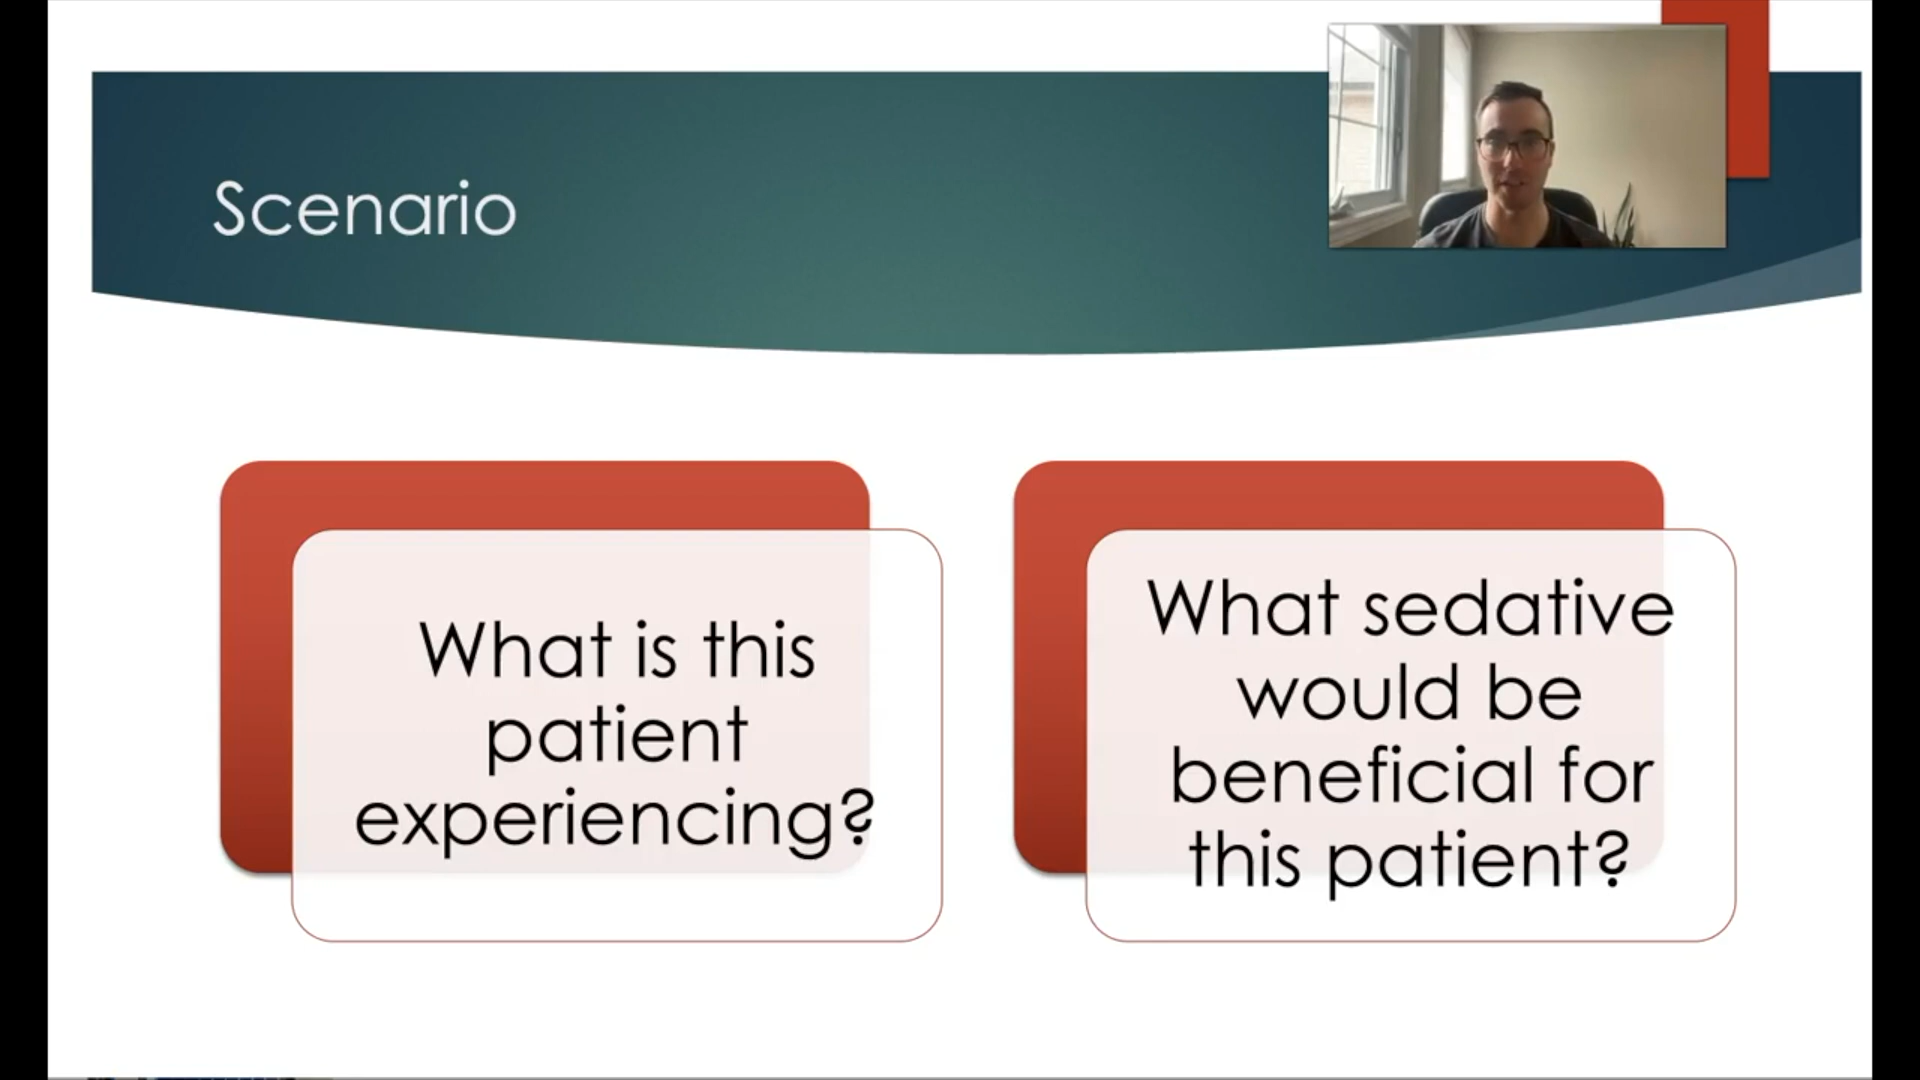 Scenario
What is this
patient
experiencing?
What sedative
would be
beneficial for
this patient?